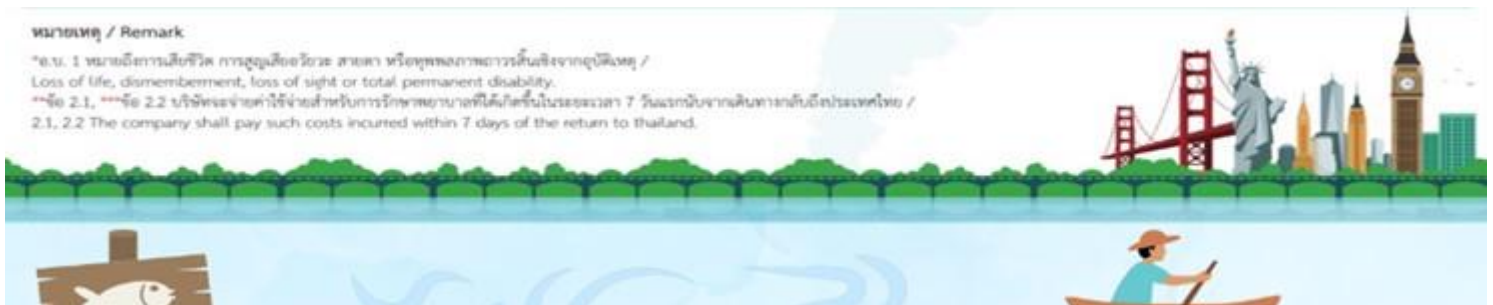 หมายเหตุ / Remark
*อ.บ. 1 หมายถึงการเสียชีวิต การสูญเสียอวัยวะ สายตา หรือทุพพลภาพถาวรสิ้นเชิงจากอุบัติเหตุ /
Loss of life, dismemberment, loss of sight or total permanent disability.
**ข้อ 2.1, ***ข้อ 2.2 บริษัทจะจ่ายค่าใช้จ่ายสำหรับการรักษาพยาบาลที่ได้เกิดขึ้นในระยะเวลา 7 วันแรกนับจากเดินทางกลับถึงประเทศไทย /
2.1, 2.2 The company shall pay such costs incurred within 7 days of the return to thailand.